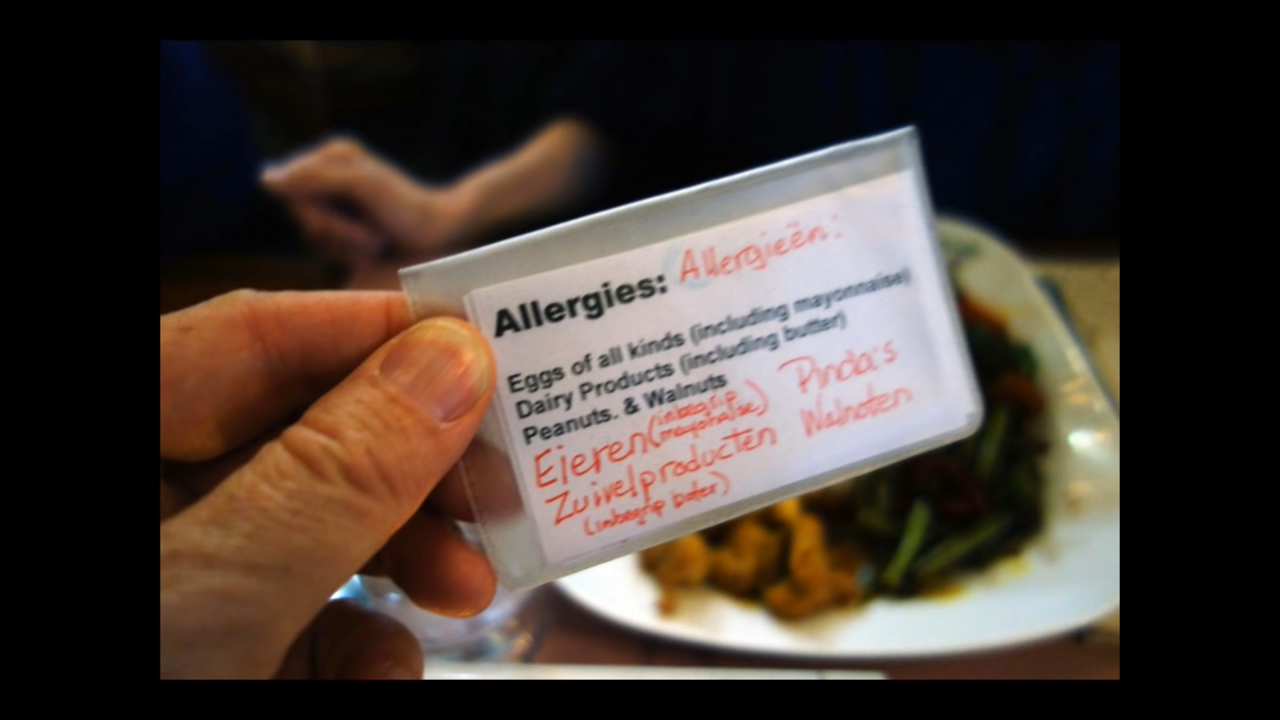 Allergies: Allergieën:
Eggs of all kinds (including mayonnaise)
Dairy Products (including butter)
Peanuts. & Walnuts
Eieren (inbegrip
mayonaise)
Zuivelproducten
(inbegrip boter)
Pinda's
Walnoten